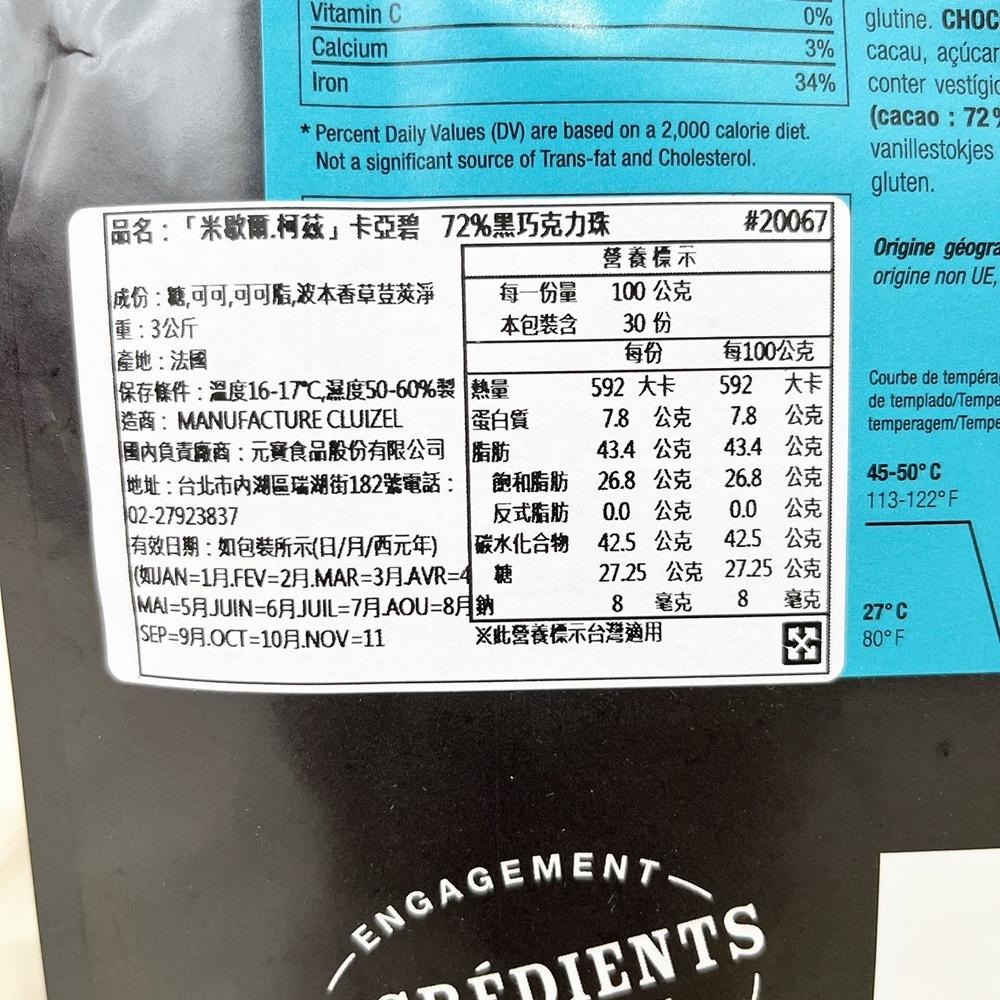 Vitamin C 0%
Calcium 3%
Iron 34%
* Percent Daily Values (DV) are based on a 2,000 calorie diet.
Not a significant source of Trans-fat and Cholesterol.
glutine. CHOC
cacau, açúcar
conter vestígio
(cacao : 72%
vanillestokjes
gluten.
Origine géogra
origine non UE,
Courbe de tempéra
de templado/Tempe
temperagem/Tempe
45-50° C
113-122° F
27° C
80° F
品名：「米歇爾.柯茲」卡亞碧 72%黑巧克力珠 #20067
成份：糖,可可,可可脂,波本香草莢莢淨
重：3公斤
產地：法國
保存條件：溫度16-17℃,濕度50-60%製
造商： MANUFACTURE CLUIZEL
國內負責廠商：元寶食品股份有限公司
地址：台北市內湖區瑞湖街182號電話：
02-27923837
有效日期：如包裝所示(日/月/西元年)
(如JAN=1月.FEV=2月.MAR=3月.AVR=4
MAI=5月.JUIN=6月.JUIL=7月.AOU=8月
SEP=9月.OCT=10月.NOV=11
營養標示
每一份量 100 公克
本包裝含 30 份
每份 每100公克
熱量 592 大卡 592 大卡
蛋白質 7.8 公克 7.8 公克
脂肪 43.4 公克 43.4 公克
飽和脂肪 26.8 公克 26.8 公克
反式脂肪 0.0 公克 0.0 公克
碳水化合物 42.5 公克 42.5 公克
糖 27.25 公克 27.25 公克
鈉 8 毫克 8 毫克
※此營養標示台灣適用
ENGAGEMENT
GRÉDIENTS